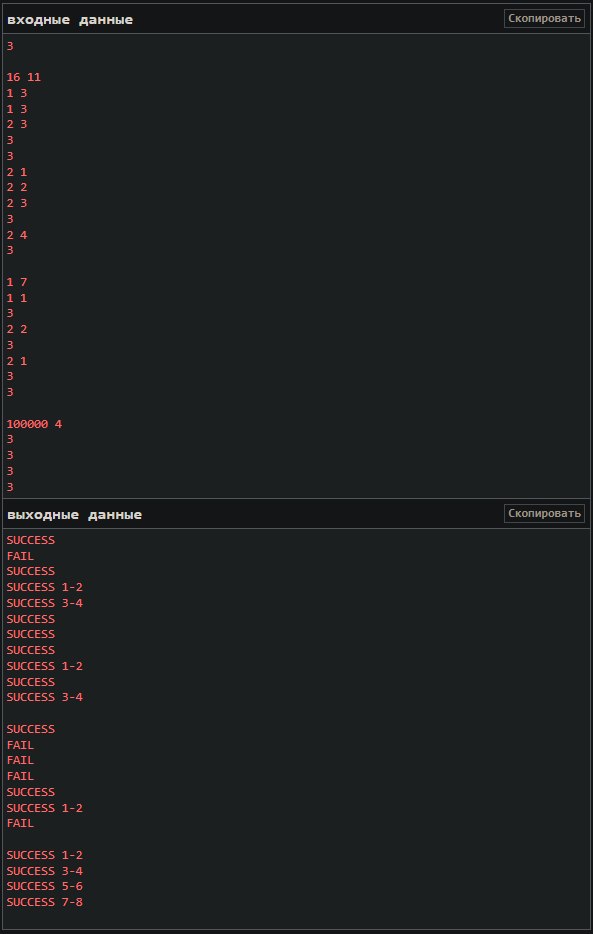 входные данные
Скопировать
3
16 11
1 3
1 3
2 3
3
3
2 1
2 2
2 3
3
2 4
3
1 7
1 1
3
2 2
3
2 1
3
3
100000 4
3
3
3
3
выходные данные
Скопировать
SUCCESS
FAIL
SUCCESS
SUCCESS 1-2
SUCCESS 3-4
SUCCESS
SUCCESS
SUCCESS
SUCCESS 1-2
SUCCESS
SUCCESS 3-4
SUCCESS
FAIL
FAIL
FAIL
SUCCESS
SUCCESS 1-2
FAIL
SUCCESS 1-2
SUCCESS 3-4
SUCCESS 5-6
SUCCESS 7-8